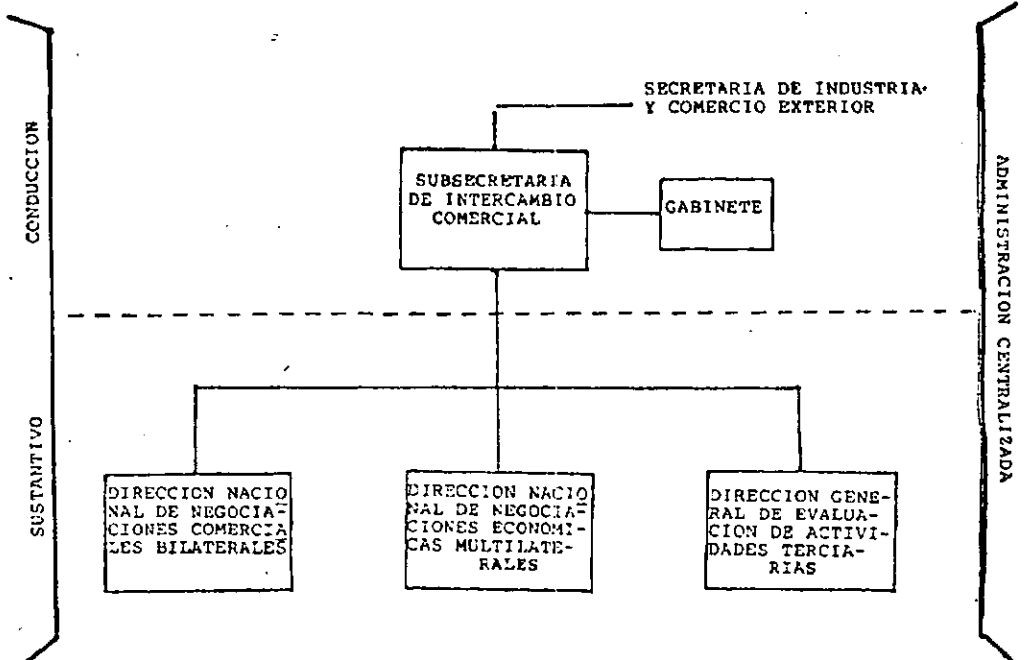 SECRETARIA DE INDUSTRIA
Y COMERCIO EXTERIOR
SUBSECRETARIA
DE INTERCAMBIO
COMERCIAL
GABINETE
CONDUCCION
ADMINISTRACION CENTRALIZADA
SUSTANTIVO
DIRECCION NACIO
NAL DE NEGOCIA-
CIONES COMERCIA
LES BILATERALES
DIRECCION NACIO
NAL DE NEGOCIA-
CIONES ECONOMI-
CAS MULTILATE-
RALES
DIRECCION GENE-
RAL DE EVALUA-
CION DE ACTIVI-
DADES TERCIA-
RIAS